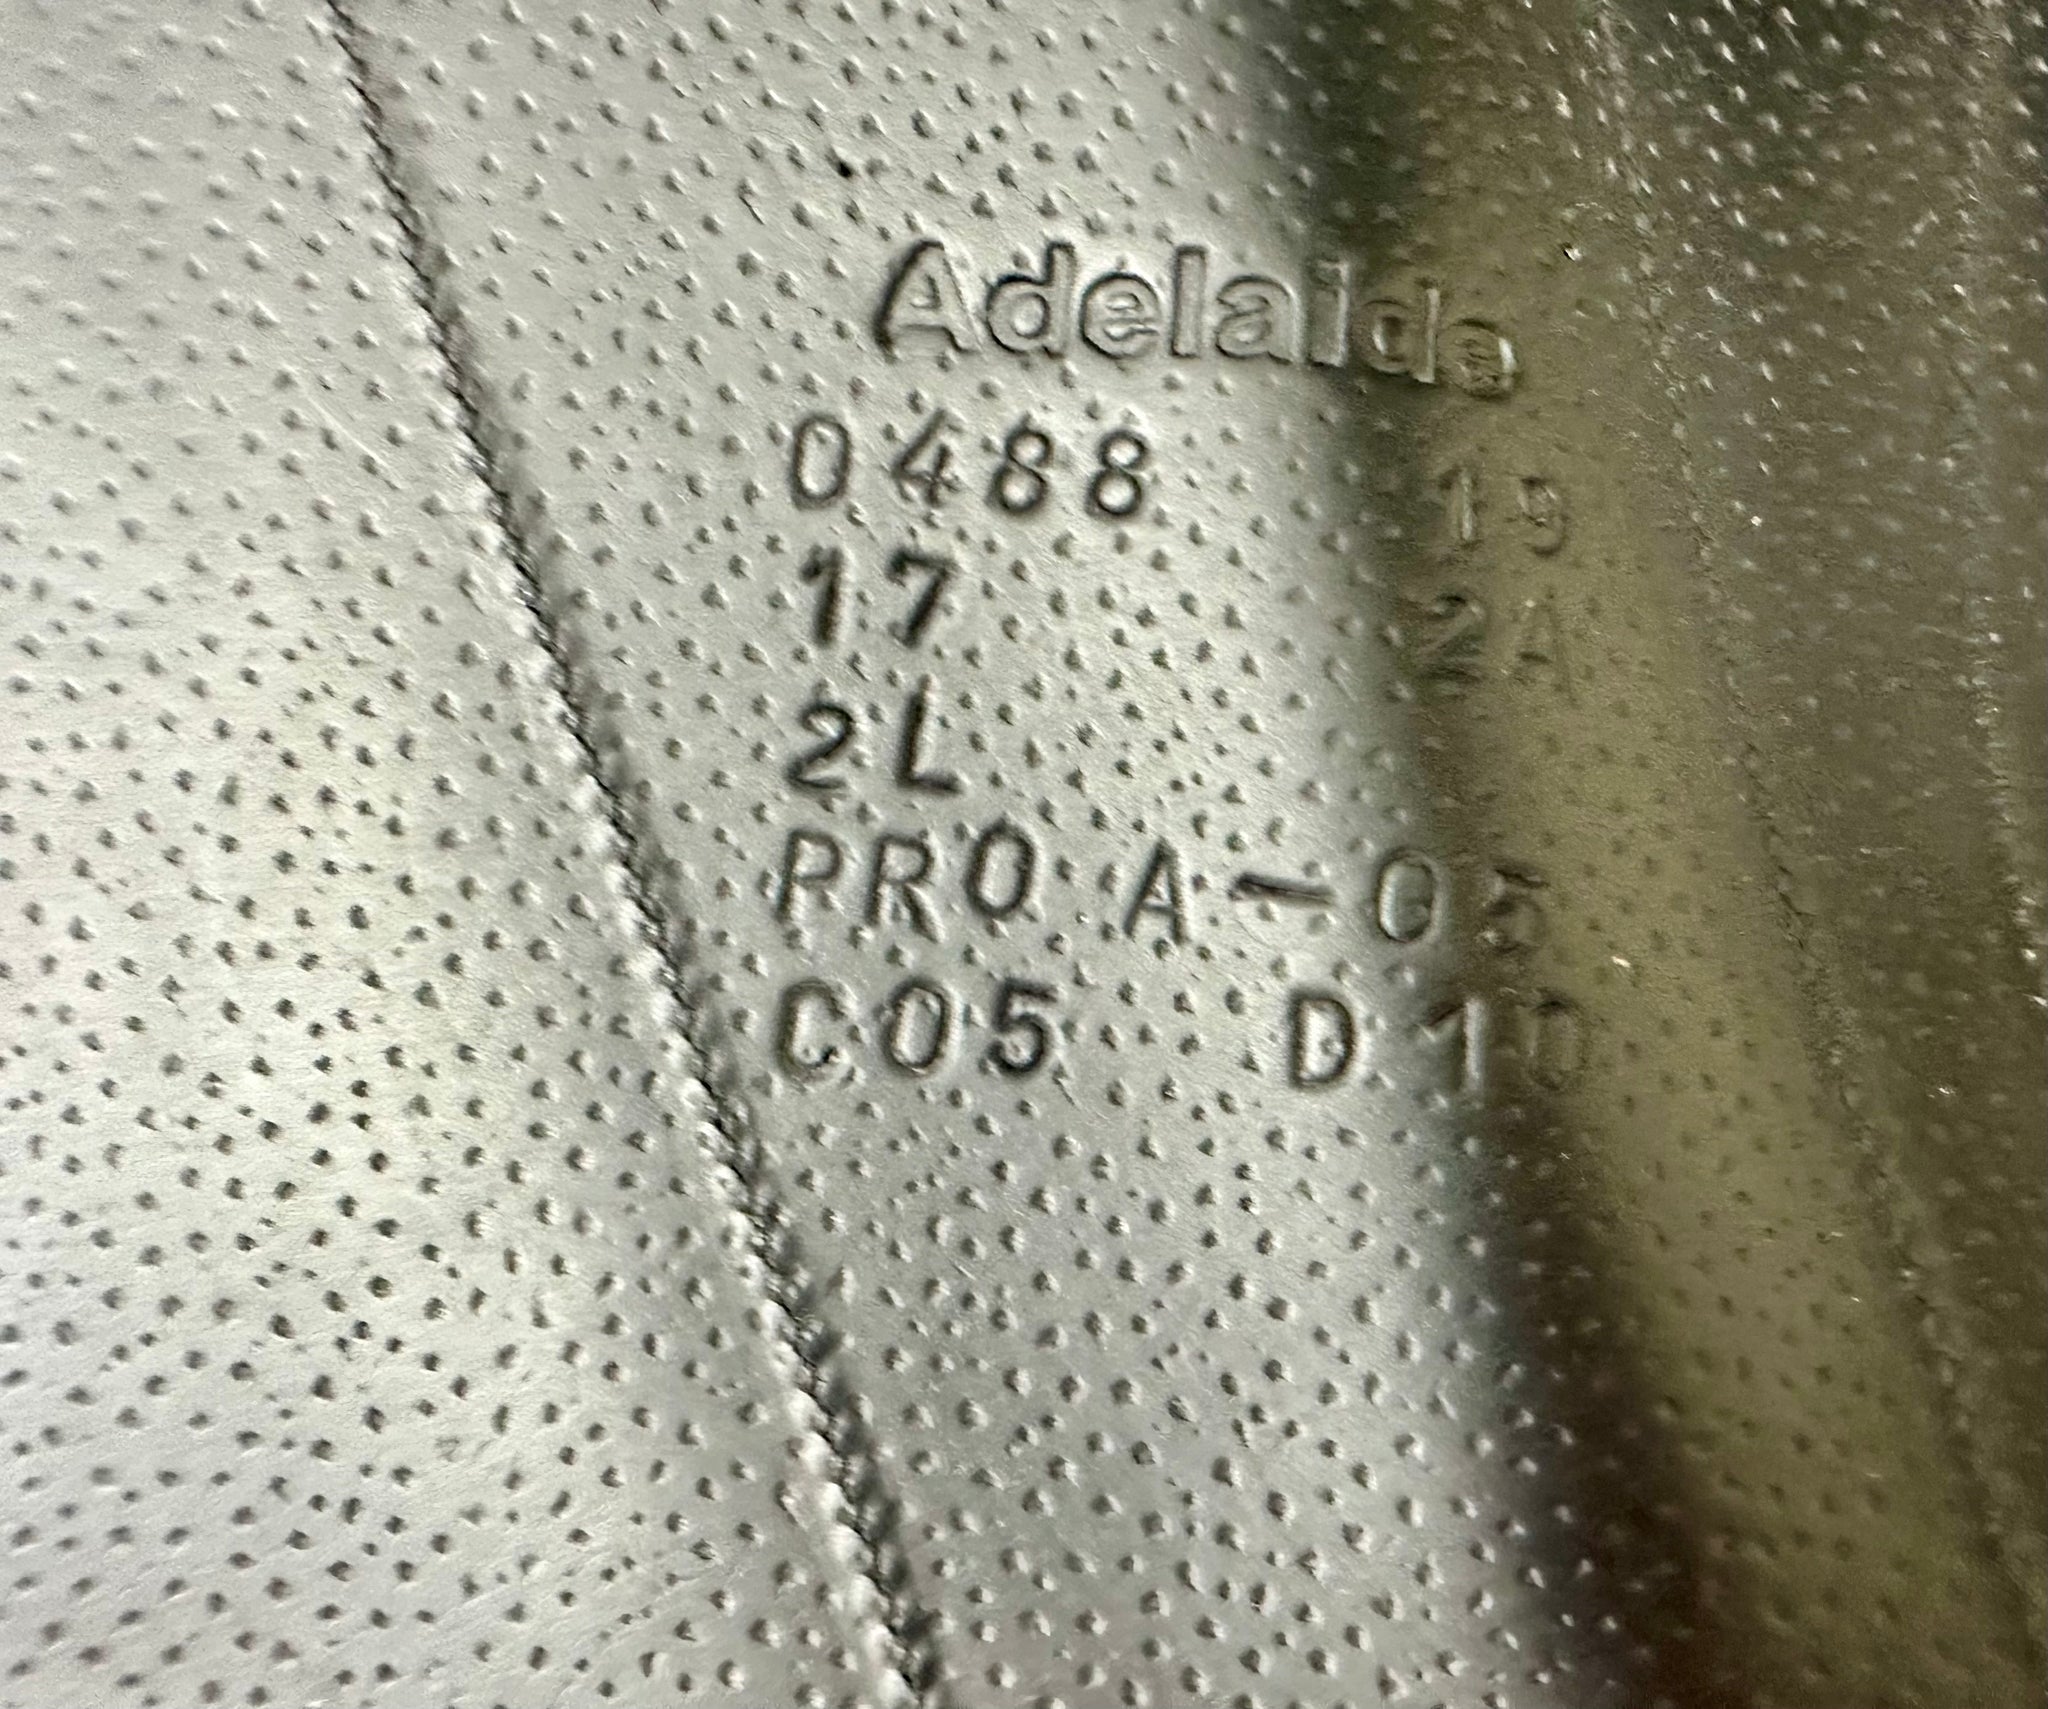 Adelaide
0488 19
17 2A
2L
PRO A-05
C05 D10